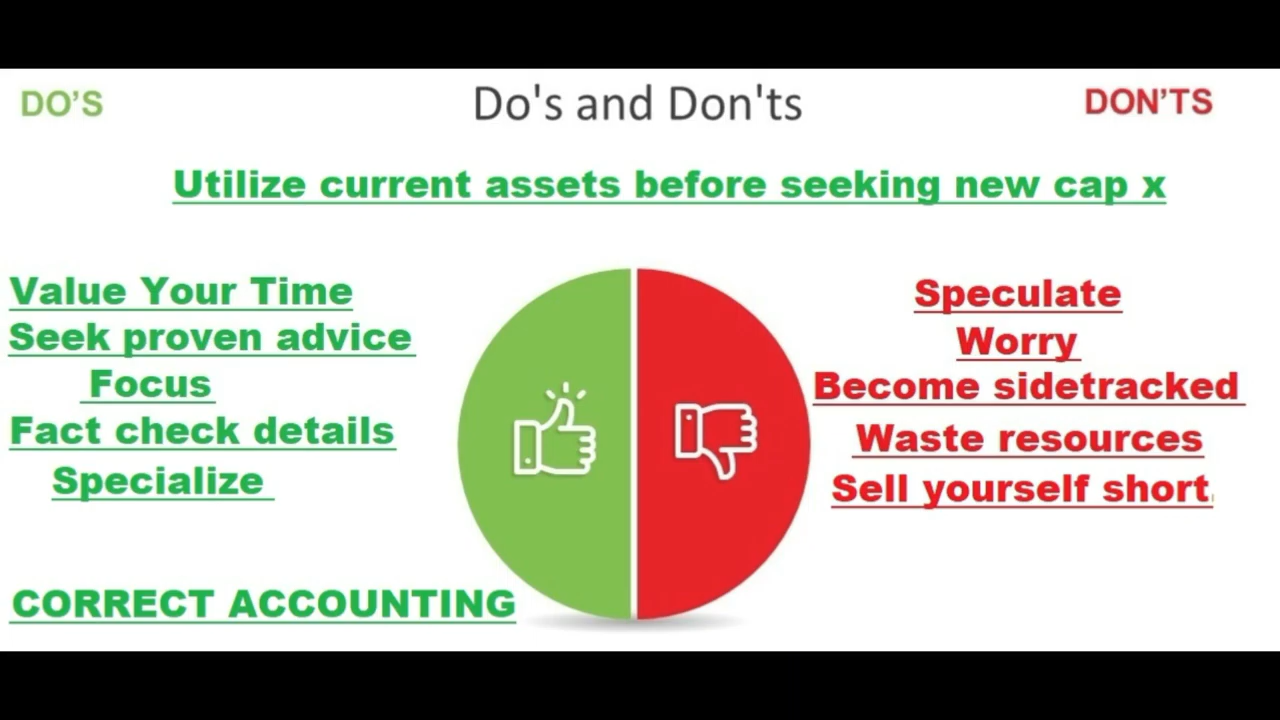 DO'S
Do's and Don'ts
DON'TS
Utilize current assets before seeking new cap x
Value Your Time
Seek proven advice
Focus
Fact check details
Specialize
CORRECT ACCOUNTING
Speculate
Worry
Become sidetracked
Waste resources
Sell yourself short